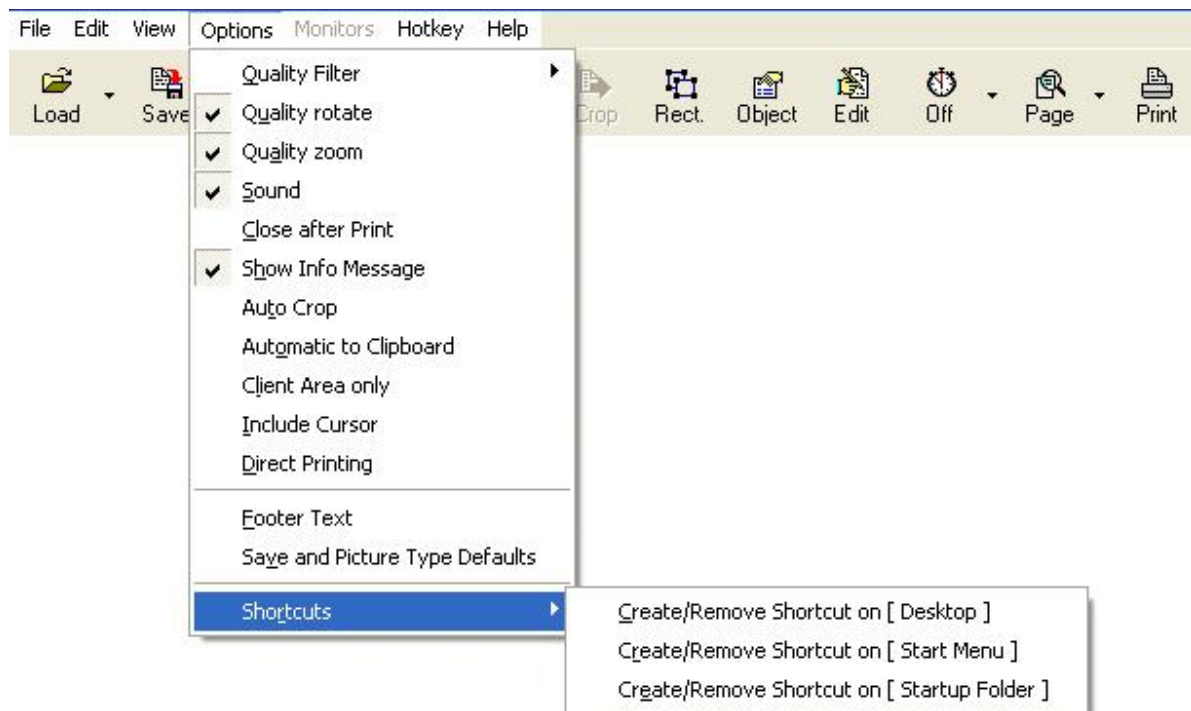 File Edit View Options Monitors Hotkey Help
Load Save Crop Rect. Object Edit Off Page Print
Quality Filter
Quality rotate
Quality zoom
Sound
Close after Print
Show Info Message
Auto Crop
Automatic to Clipboard
Client Area only
Include Cursor
Direct Printing
Footer Text
Save and Picture Type Defaults
Shortcuts
Create/Remove Shortcut on [ Desktop ]
Create/Remove Shortcut on [ Start Menu ]
Create/Remove Shortcut on [ Startup Folder ]